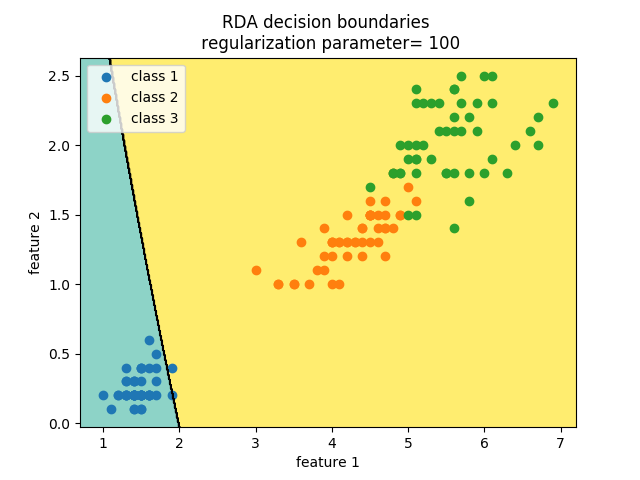 RDA decision boundaries
regularization parameter= 100
class 1
class 2
class 3
feature 2
2.5
2.0
1.5
1.0
0.5
0.0
1 2 3 4 5 6 7
feature 1